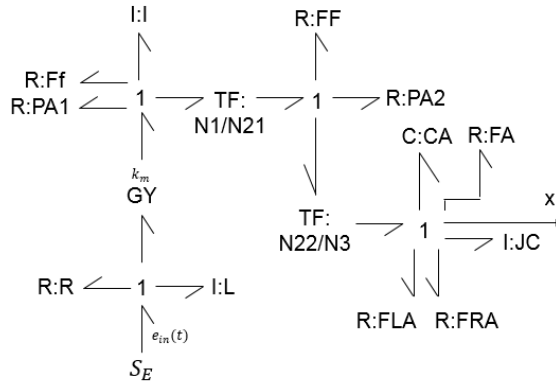 I:I
R:FF
R:Ff
R:PA1
1
TF:
N1/N21
1
R:PA2
C:CA
R:FA
k_m
GY
TF:
N22/N3
1
x
I:JC
R:R
1
I:L
R:FLA
R:FRA
e_in(t)
S_E